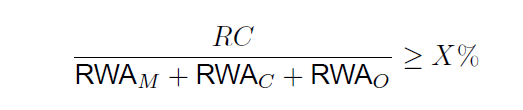 RC
RWA_M + RWA_C + RWA_O ≥ X%